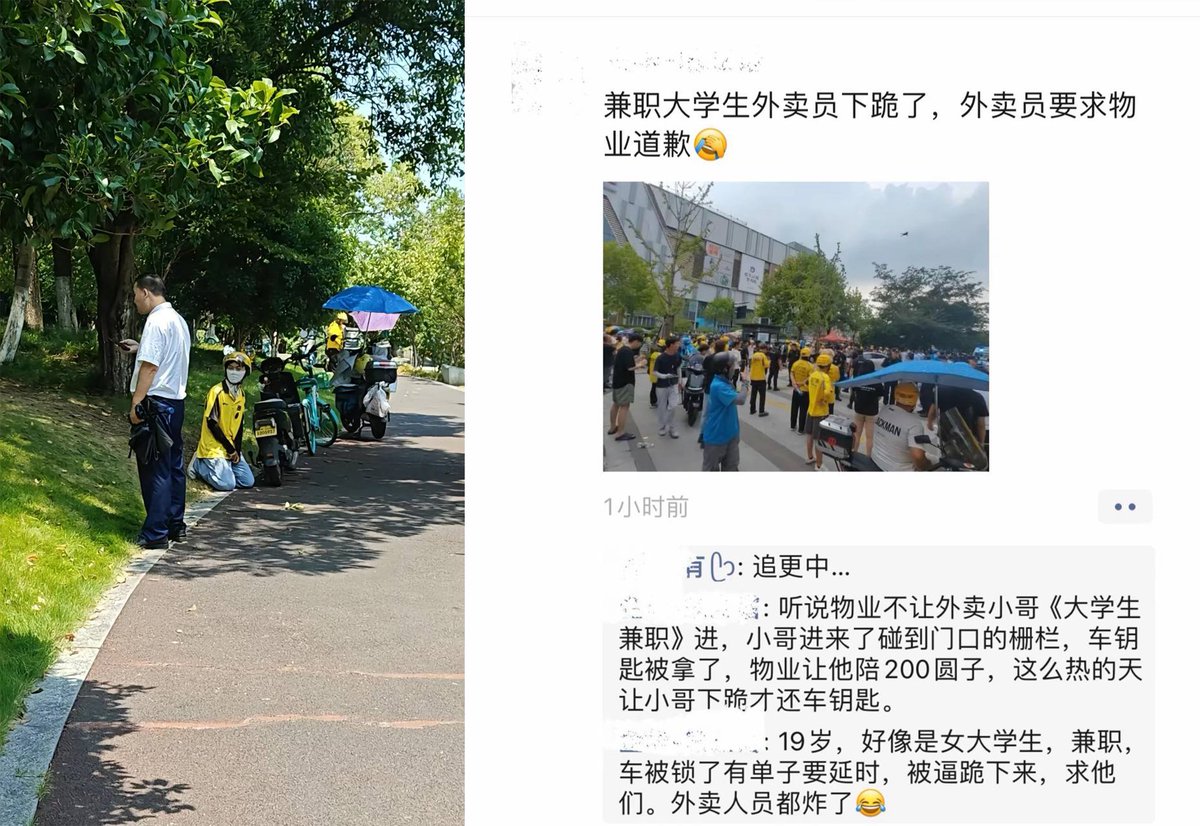 兼职大学生外卖员下跪了，外卖员要求物
业道歉🤣
JACKMAN
1小时前
: 追更中...
: 听说物业不让外卖小哥《大学生
兼职》进，小哥进来了碰到门口的栅栏，车钥
匙被拿了，物业让他陪200圆子，这么热的天
让小哥下跪才还车钥匙。
: 19岁，好像是女大学生，兼职，
车被锁了有单子要延时，被逼跪下来，求他
们。外卖人员都炸了😂